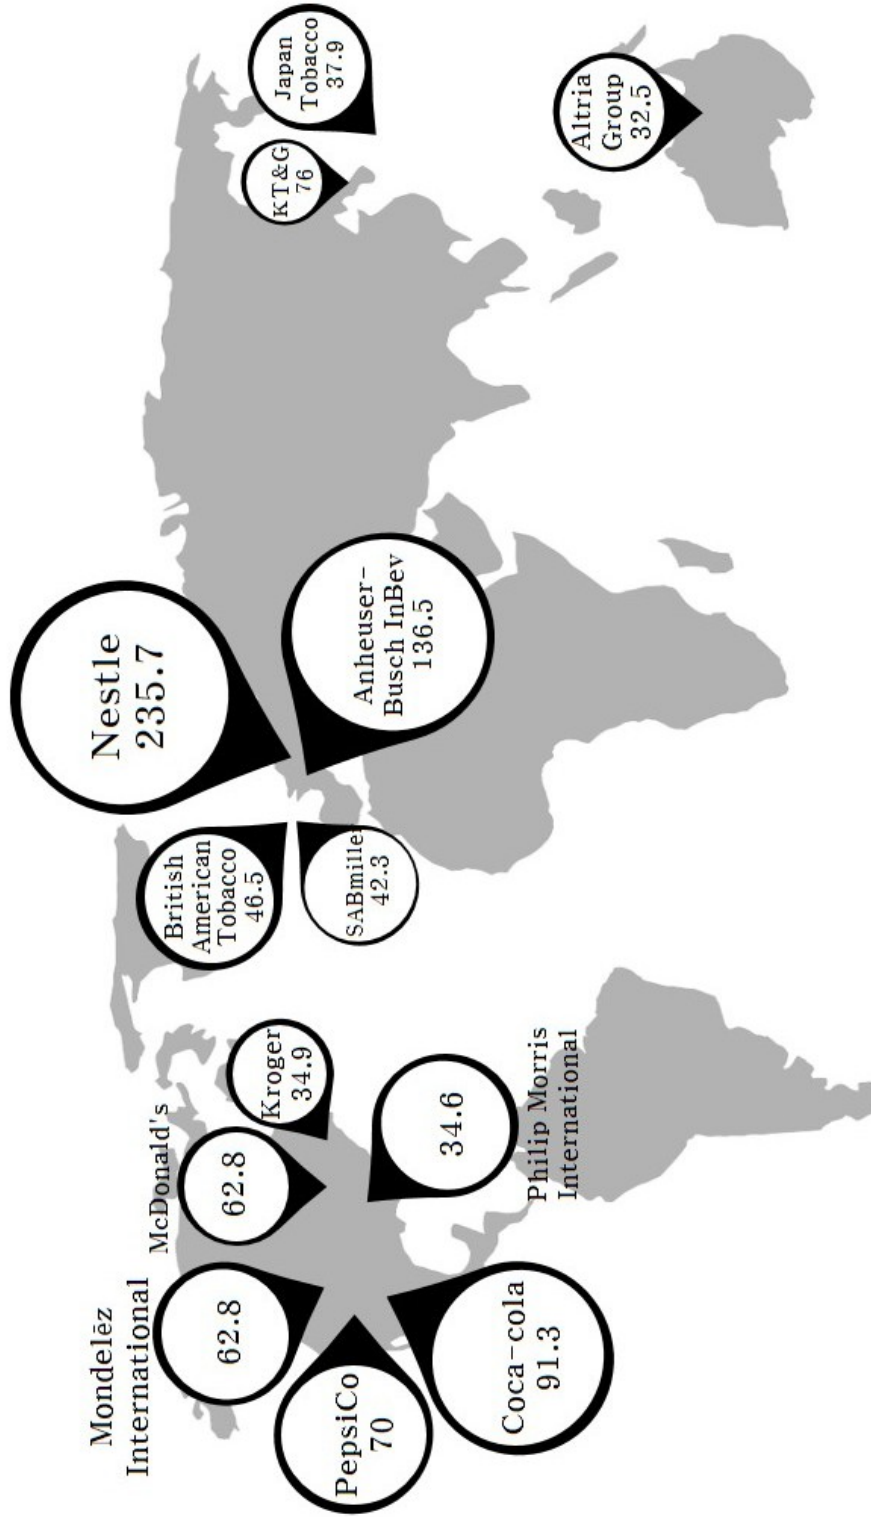 Mondelēz
International
62.8
McDonald's
62.8
PepsiCo
70
Coca-cola
91.3
Kroger
34.9
34.6
Philip Morris
International
British
American
Tobacco
46.5
SABmiller
42.3
Nestle
235.7
Anheuser-
Busch InBev
136.5
KT&G
76
Japan
Tobacco
37.9
Altria
Group
32.5